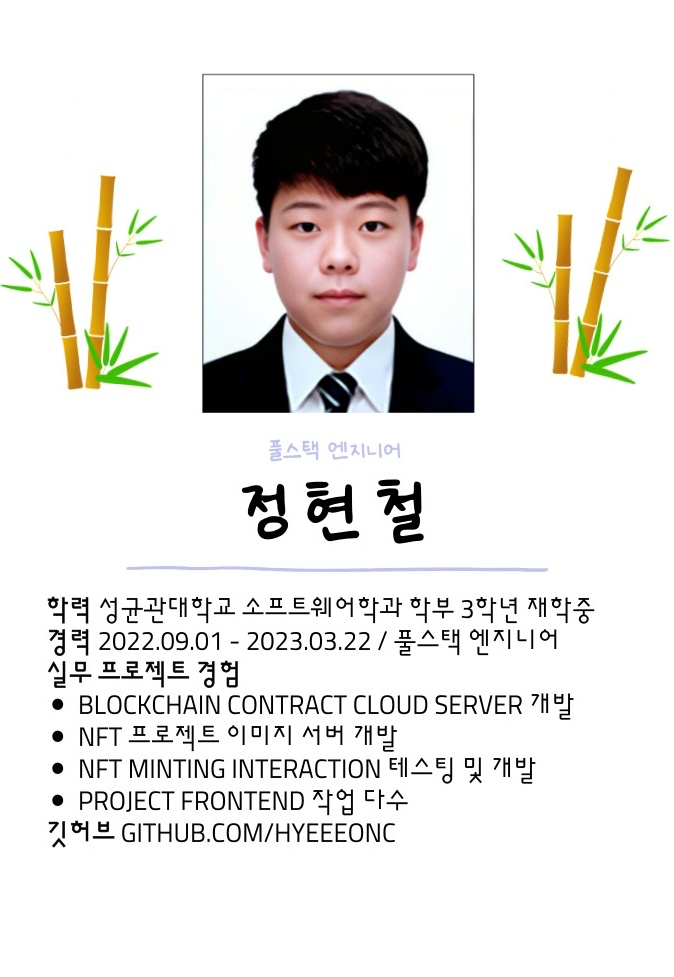 풀스택 엔지니어
정현철
학력 성균관대학교 소프트웨어학과 학부 3학년 재학중
경력 2022.09.01 - 2023.03.22 / 풀스택 엔지니어
실무 프로젝트 경험
• BLOCKCHAIN CONTRACT CLOUD SERVER 개발
• NFT 프로젝트 이미지 서버 개발
• NFT MINTING INTERACTION 테스팅 및 개발
• PROJECT FRONTEND 작업 다수
깃허브 GITHUB.COM/HYEEEONC